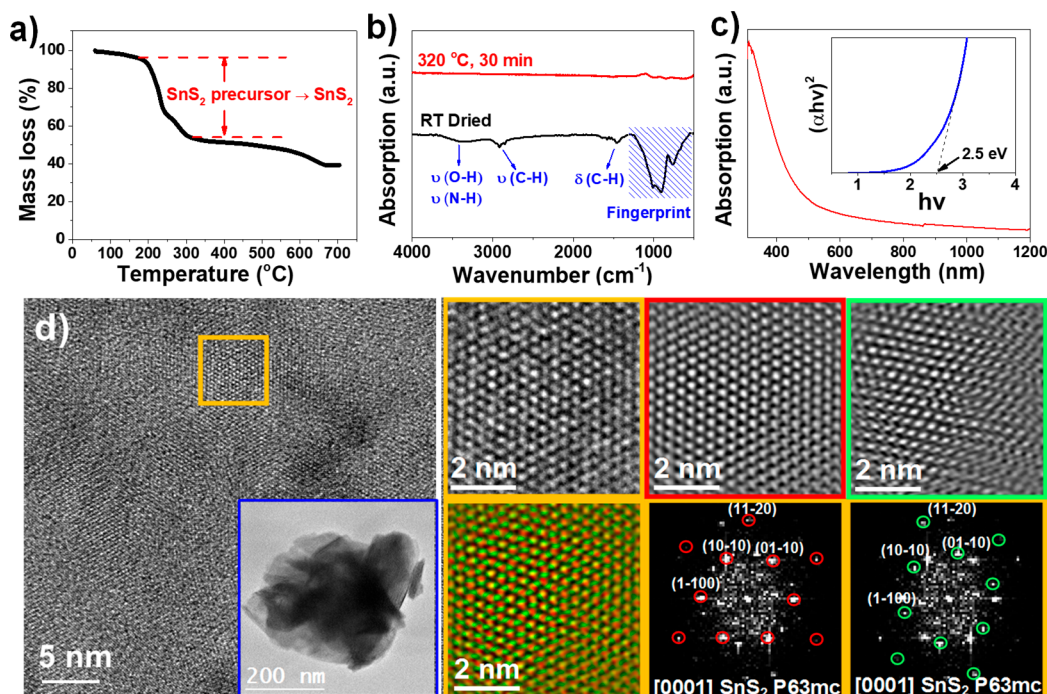 a)
Mass loss (%)
100
80
60
40
20
0
SnS₂ precursor → SnS₂
0 100 200 300 400 500 600 700
Temperature (°C)
b)
Absorption (a.u.)
320 °C, 30 min
RT Dried
υ (O-H)
υ (N-H)
υ (C-H)
δ (C-H)
Fingerprint
4000 3000 2000 1000
Wavenumber (cm⁻¹)
c)
Absorption (a.u.)
(αhv)²
2.5 eV
0 1 2 3 4
hv
400 600 800 1000 1200
Wavelength (nm)
d)
5 nm
200 nm
2 nm
2 nm
2 nm
2 nm
(11-20)
(10-10)
(01-10)
(1-100)
[0001] SnS₂ P63mc
(11-20)
(10-10)
(01-10)
(1-100)
[0001] SnS₂ P63mc